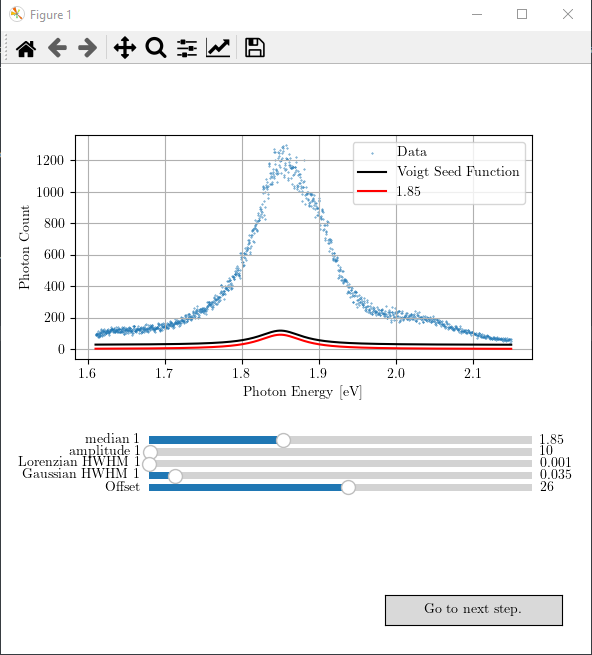 Figure 1
Data
Voigt Seed Function
1.85
1200
1000
800
600
400
200
0
Photon Count
1.6 1.7 1.8 1.9 2.0 2.1
Photon Energy [eV]
median 1 1.85
amplitude 1 10
Lorenzian HWHM 1 0.001
Gaussian HWHM 1 0.035
Offset 26
Go to next step.